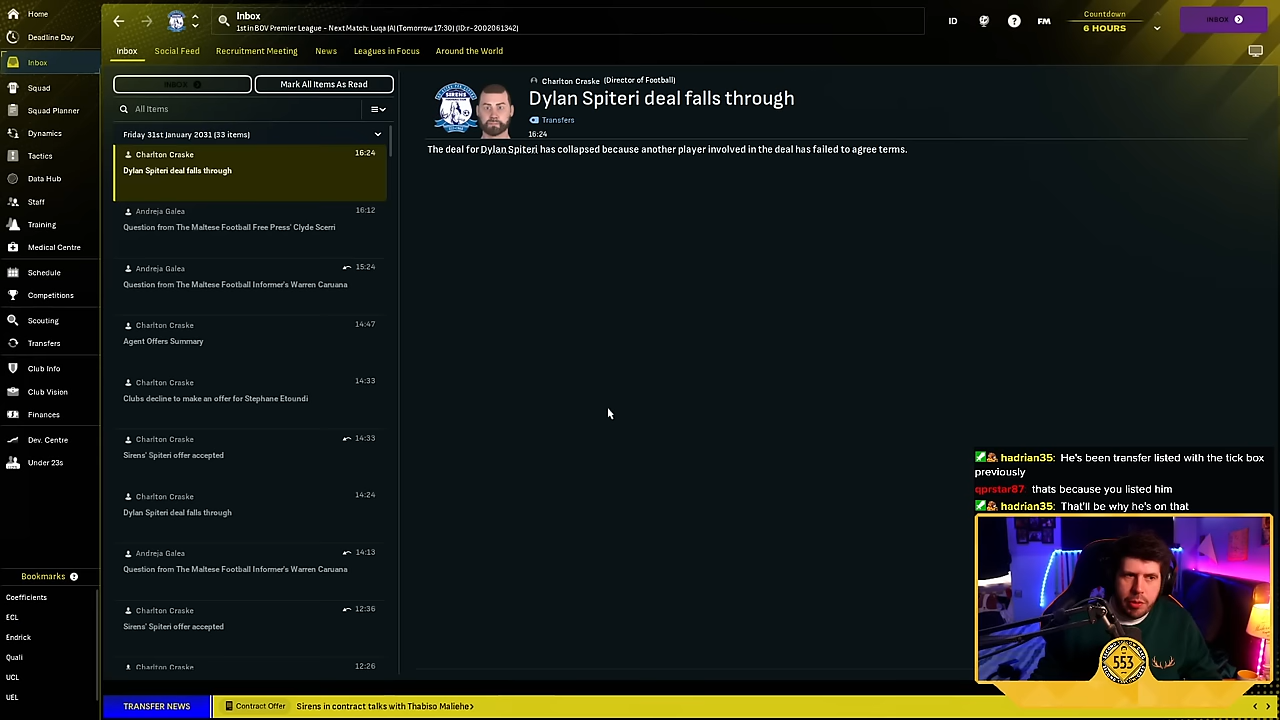 Home
Deadline Day
Inbox
Squad
Squad Planner
Dynamics
Tactics
Data Hub
Staff
Training
Medical Centre
Schedule
Competitions
Scouting
Transfers
Club Info
Club Vision
Finances
Dev. Centre
Under 23s
Bookmarks
Coefficients
ECL
Endrick
Quali
UCL
UEL
Inbox
1st in BOV Premier League - Next Match: Luqa (A) (Tomorrow 17:30) (ID:r-2002061342)
ID
FM
Countdown
6 HOURS
INBOX
Inbox Social Feed Recruitment Meeting News Leagues in Focus Around the World
INBOX
Mark All Items As Read
All Items
Friday 31st January 2031 (33 items)
Charlton Craske 16:24
Dylan Spiteri deal falls through
Andreja Galea 16:12
Question from The Maltese Football Free Press' Clyde Scerri
Andreja Galea 15:24
Question from The Maltese Football Informer's Warren Caruana
Charlton Craske 14:47
Agent Offers Summary
Charlton Craske 14:33
Clubs decline to make an offer for Stephane Etoundi
Charlton Craske 14:33
Sirens' Spiteri offer accepted
Charlton Craske 14:24
Dylan Spiteri deal falls through
Andreja Galea 14:13
Question from The Maltese Football Informer's Warren Caruana
Charlton Craske 12:36
Sirens' Spiteri offer accepted
Charlton Craske 12:26
SIRENS
Charlton Craske (Director of Football)
Dylan Spiteri deal falls through
Transfers
16:24
The deal for Dylan Spiteri has collapsed because another player involved in the deal has failed to agree terms.
hadrian35: He's been transfer listed with the tick box
previously
qprstar87 thats because you listed him
hadrian35: That'll be why he's on that
553
TRANSFER NEWS
Contract Offer
Sirens in contract talks with Thabiso Maliehe>